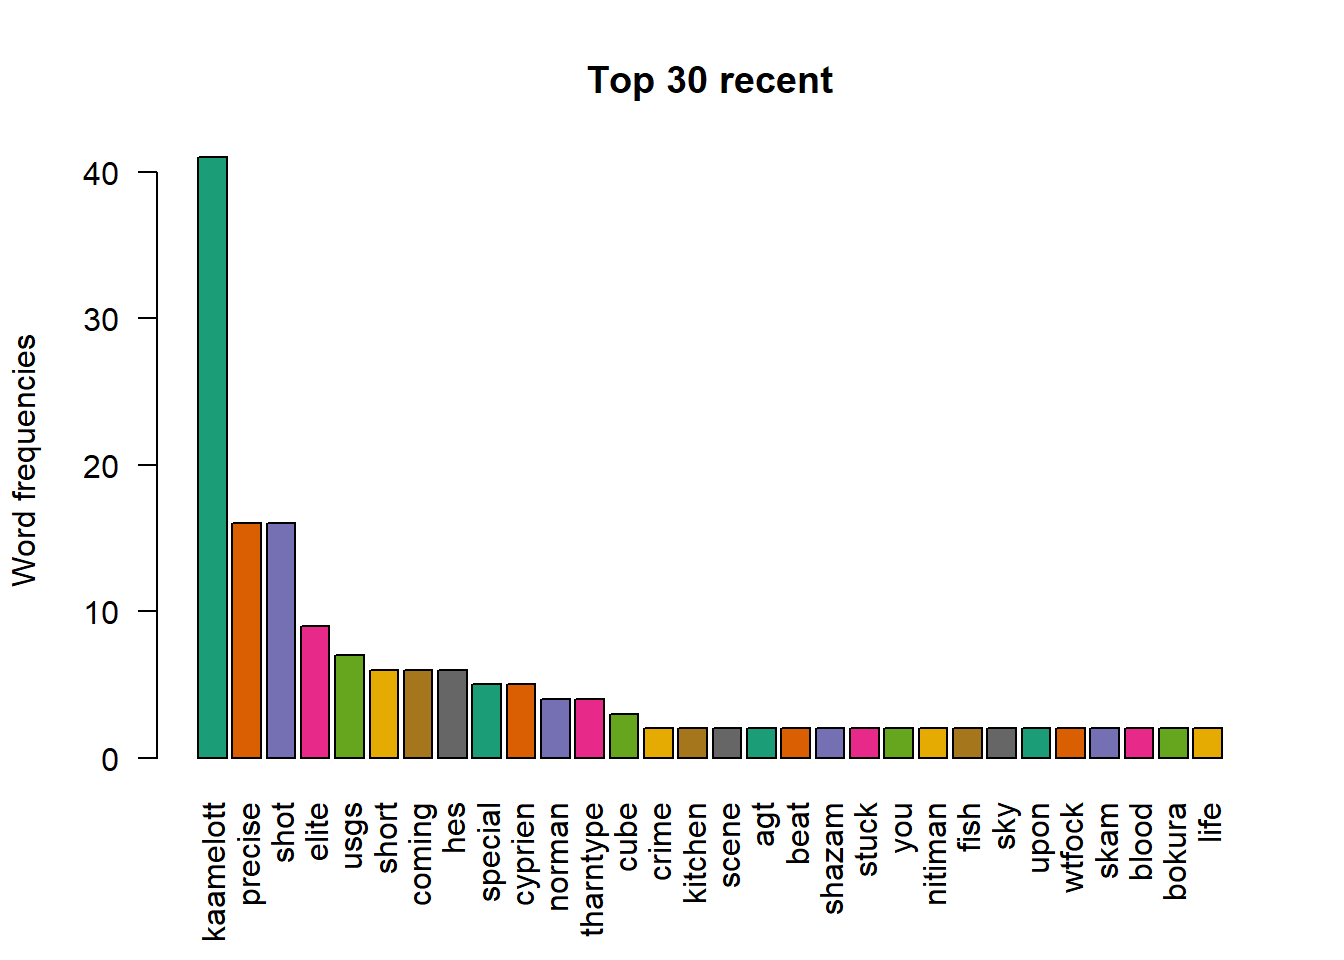 Top 30 recent
Word frequencies
40
30
20
10
0
kaamelott
precise
shot
elite
usgs
short
coming
hes
special
cyprien
norman
tharntype
cube
crime
kitchen
scene
agt
beat
shazam
stuck
you
nitiman
fish
sky
upon
wtfock
skam
blood
bokura
life